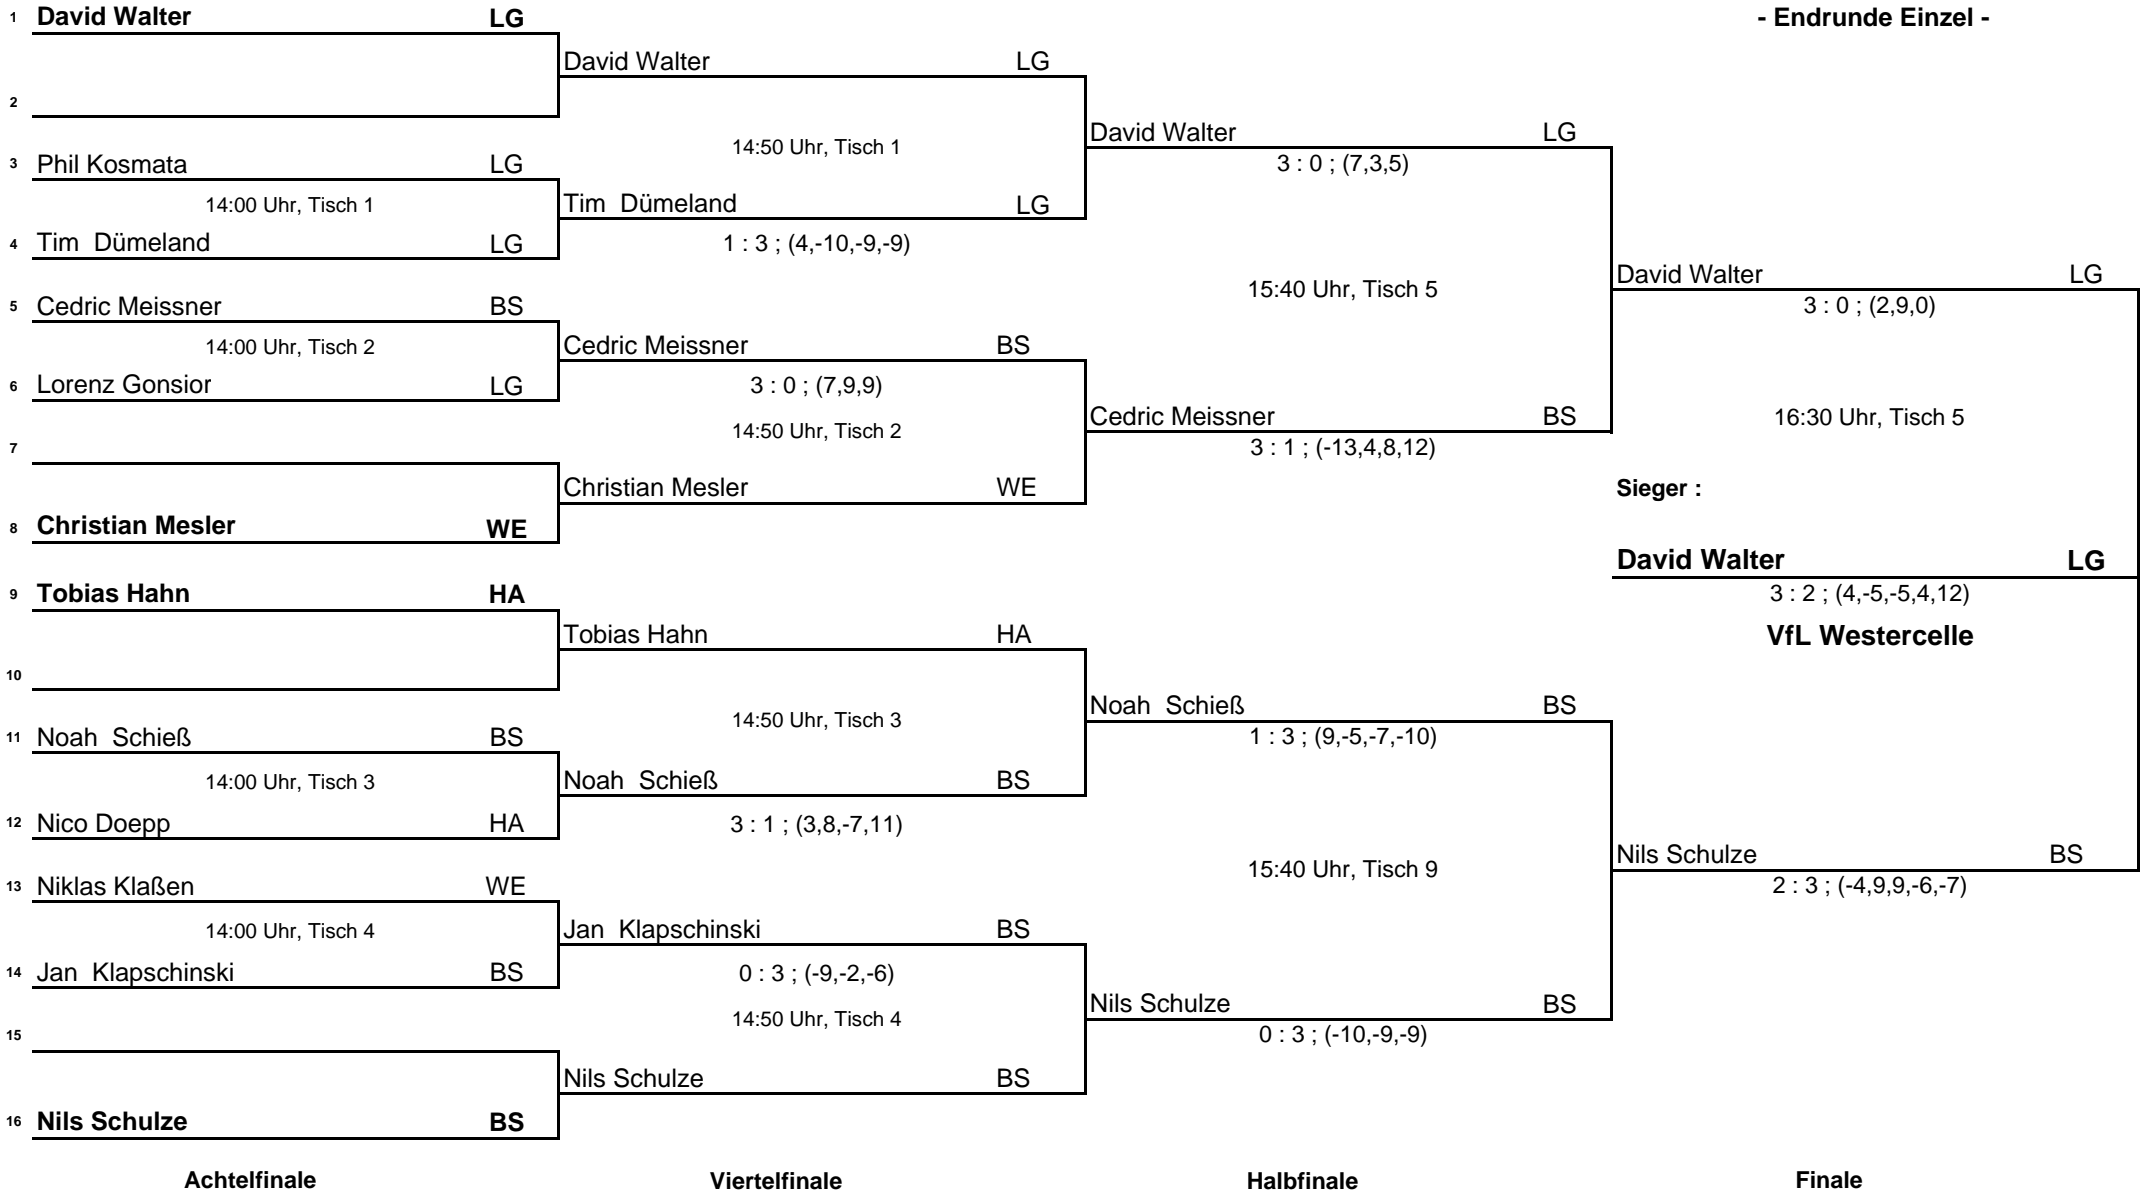 - Endrunde Einzel -
1 David Walter LG
2
3 Phil Kosmata LG
14:00 Uhr, Tisch 1
4 Tim Dümeland LG
5 Cedric Meissner BS
14:00 Uhr, Tisch 2
6 Lorenz Gonsior LG
7
8 Christian Mesler WE
9 Tobias Hahn HA
10
11 Noah Schieß BS
14:00 Uhr, Tisch 3
12 Nico Doepp HA
13 Niklas Klaßen WE
14:00 Uhr, Tisch 4
14 Jan Klapschinski BS
15
16 Nils Schulze BS
Achtelfinale
David Walter LG
14:50 Uhr, Tisch 1
Tim Dümeland LG
1 : 3 ; (4,-10,-9,-9)
Cedric Meissner BS
3 : 0 ; (7,9,9)
14:50 Uhr, Tisch 2
Christian Mesler WE
Tobias Hahn HA
14:50 Uhr, Tisch 3
Noah Schieß BS
3 : 1 ; (3,8,-7,11)
Jan Klapschinski BS
0 : 3 ; (-9,-2,-6)
14:50 Uhr, Tisch 4
Nils Schulze BS
Viertelfinale
David Walter LG
3 : 0 ; (7,3,5)
15:40 Uhr, Tisch 5
Cedric Meissner BS
3 : 1 ; (-13,4,8,12)
Noah Schieß BS
1 : 3 ; (9,-5,-7,-10)
15:40 Uhr, Tisch 9
Nils Schulze BS
0 : 3 ; (-10,-9,-9)
Halbfinale
David Walter LG
3 : 0 ; (2,9,0)
16:30 Uhr, Tisch 5
Sieger :
David Walter LG
3 : 2 ; (4,-5,-5,4,12)
VfL Westercelle
Nils Schulze BS
2 : 3 ; (-4,9,9,-6,-7)
Finale